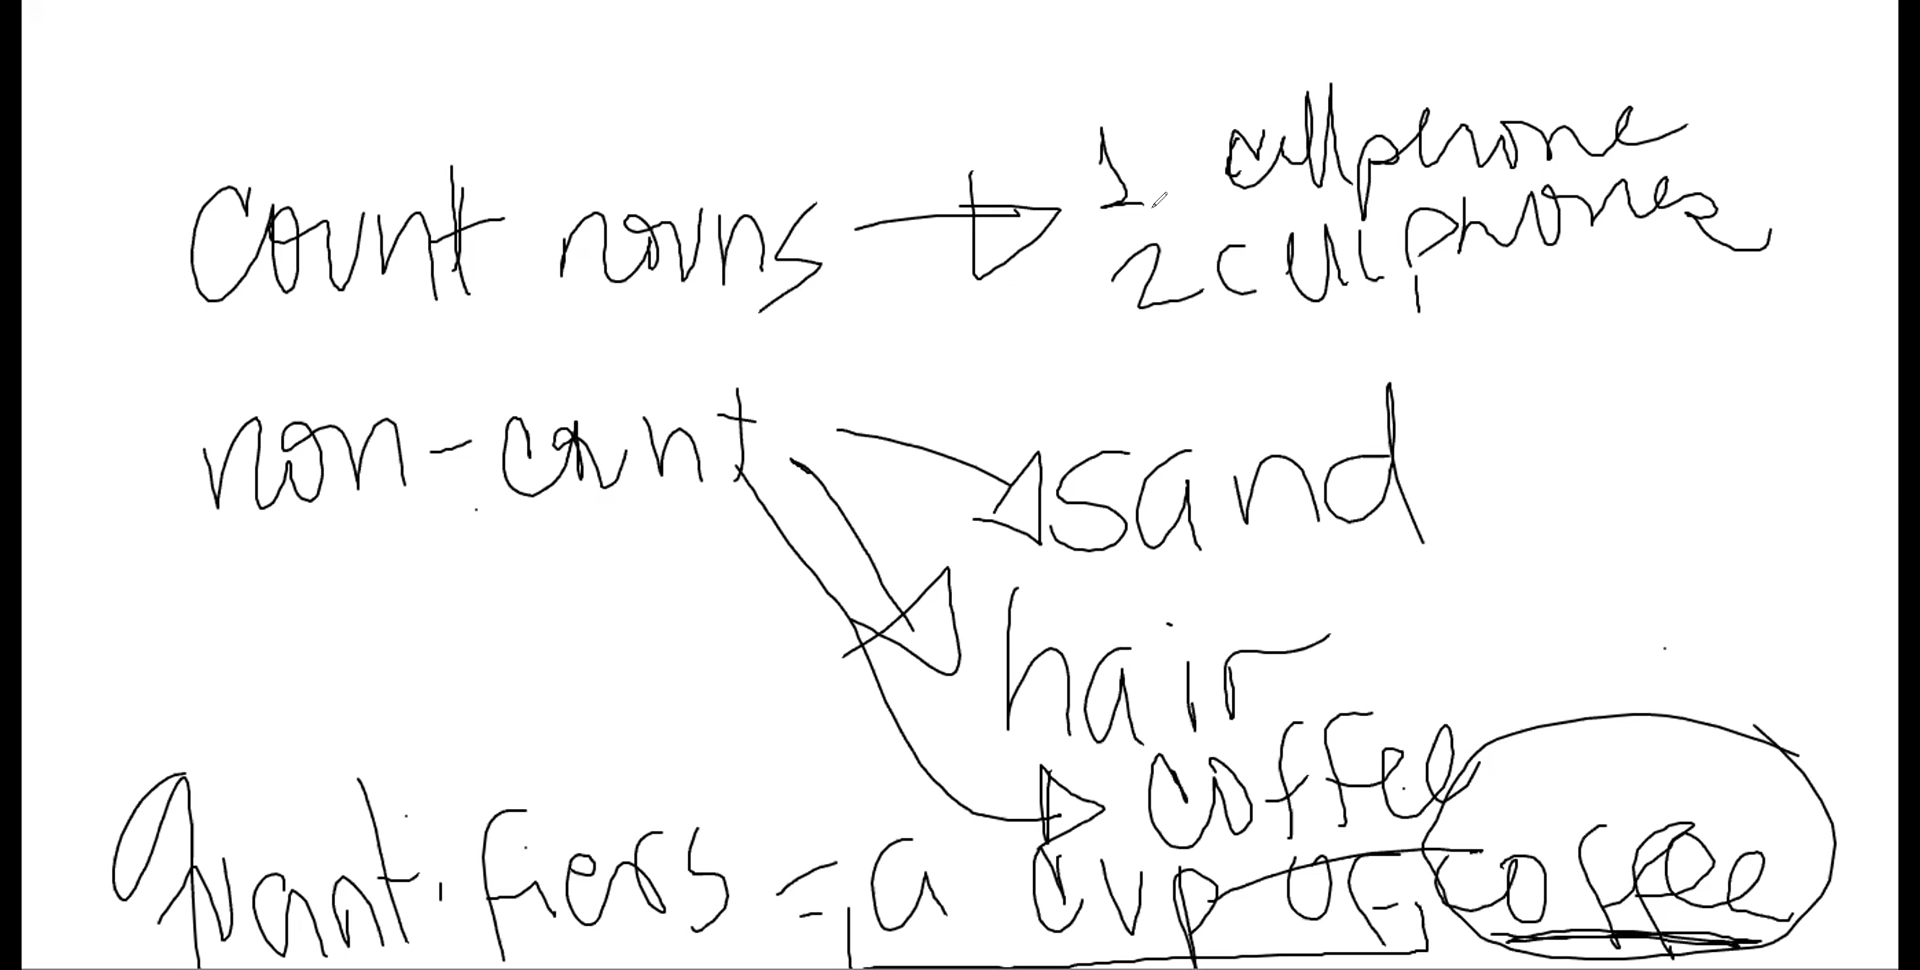 count nouns → 1. cellphone
2 cellphones
non-count → sand
hair
coffee
quantifiers = a cup of coffee